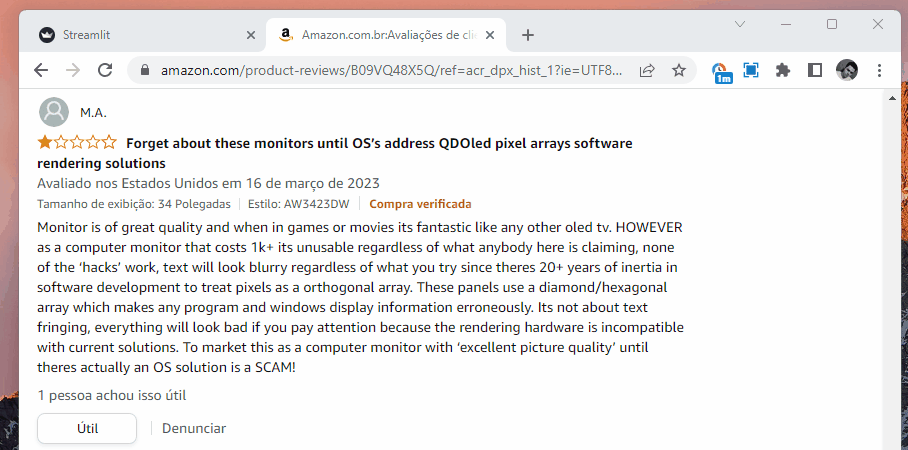 Streamlit
Amazon.com.br:Avaliações de cli
amazon.com/product-reviews/B09VQ48X5Q/ref=acr_dpx_hist_1?ie=UTF8...
1m
M.A.
Forget about these monitors until OS’s address QDOled pixel arrays software
rendering solutions
Avaliado nos Estados Unidos em 16 de março de 2023
Tamanho de exibição: 34 Polegadas | Estilo: AW3423DW | Compra verificada
Monitor is of great quality and when in games or movies its fantastic like any other oled tv. HOWEVER
as a computer monitor that costs 1k+ its unusable regardless of what anybody here is claiming, none
of the ‘hacks’ work, text will look blurry regardless of what you try since theres 20+ years of inertia in
software development to treat pixels as a orthogonal array. These panels use a diamond/hexagonal
array which makes any program and windows display information erroneously. Its not about text
fringing, everything will look bad if you pay attention because the rendering hardware is incompatible
with current solutions. To market this as a computer monitor with ‘excellent picture quality’ until
theres actually an OS solution is a SCAM!
1 pessoa achou isso útil
Útil | Denunciar